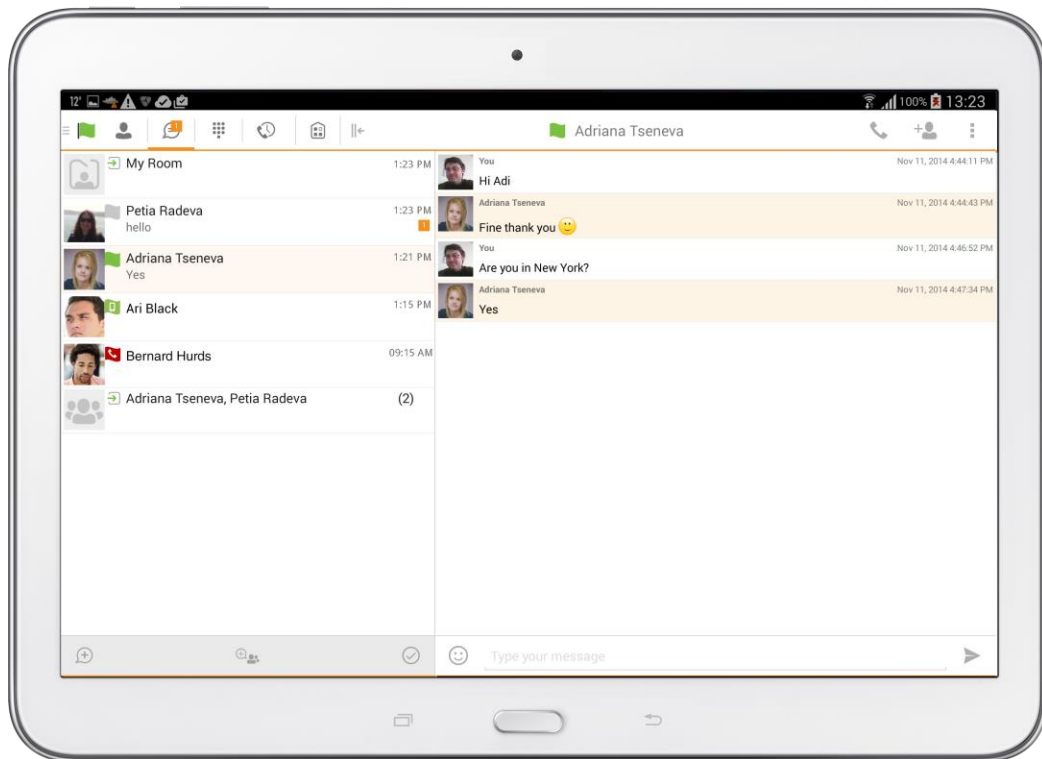 12°
100% 13:23
1
Adriana Tseneva
My Room
1:23 PM
Petia Radeva
1:23 PM
hello
1
Adriana Tseneva
1:21 PM
Yes
Ari Black
1:15 PM
Bernard Hurds
09:15 AM
Adriana Tseneva, Petia Radeva
(2)
You
Nov 11, 2014 4:44:11 PM
Hi Adi
Adriana Tseneva
Nov 11, 2014 4:44:43 PM
Fine thank you
You
Nov 11, 2014 4:46:52 PM
Are you in New York?
Adriana Tseneva
Nov 11, 2014 4:47:34 PM
Yes
Type your message